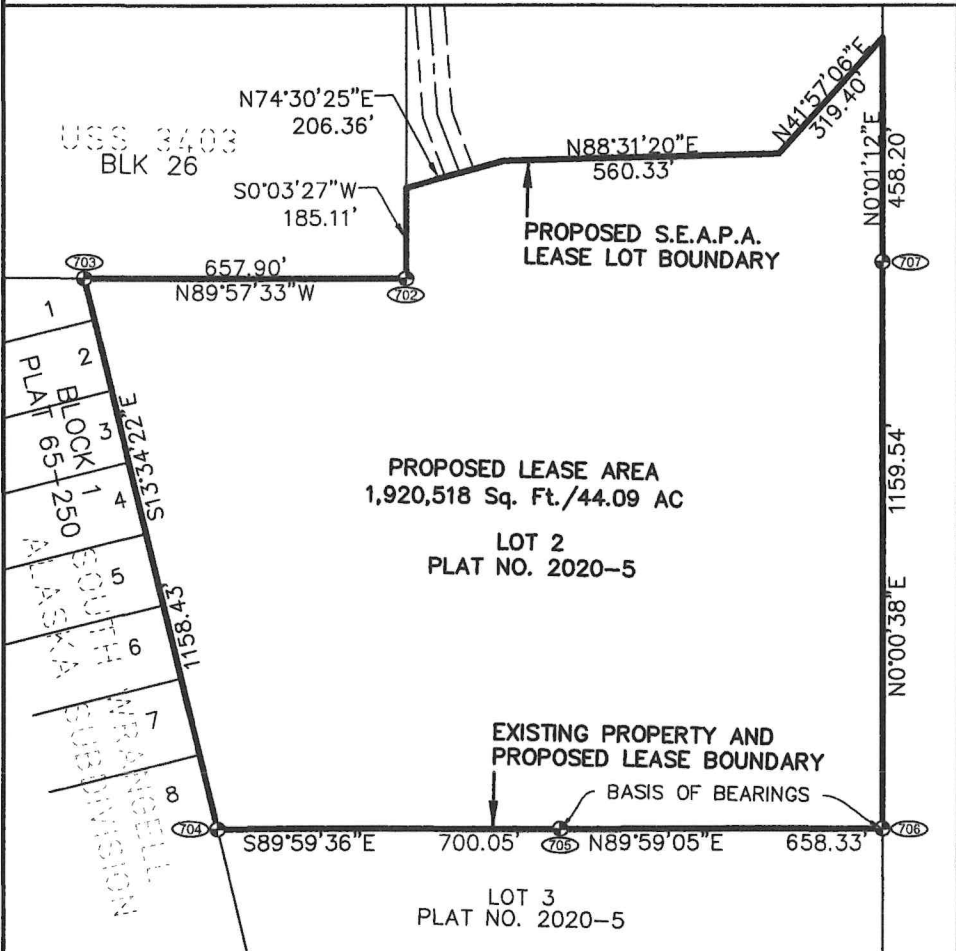 N74°30'25"E
206.36'
N41°57'06"E
319.40'
USS 3403
BLK 26
N88°31'20"E
560.33'
N0°01'12"E
458.20'
S0°03'27"W
185.11'
PROPOSED S.E.A.P.A.
LEASE LOT BOUNDARY
703
657.90'
N89°57'33"W
702
707
1
2
3
4
5
6
7
8
BLOCK 1
PLAT 65-250
S13°34'22"E
1158.43'
SOUTH WRANGELL
ALASKA SUBDIVISION
PROPOSED LEASE AREA
1,920,518 Sq. Ft./44.09 AC
LOT 2
PLAT NO. 2020-5
1159.54'
N0°00'38"E
EXISTING PROPERTY AND
PROPOSED LEASE BOUNDARY
BASIS OF BEARINGS
704
S89°59'36"E
700.05'
705
N89°59'05"E
658.33'
706
LOT 3
PLAT NO. 2020-5